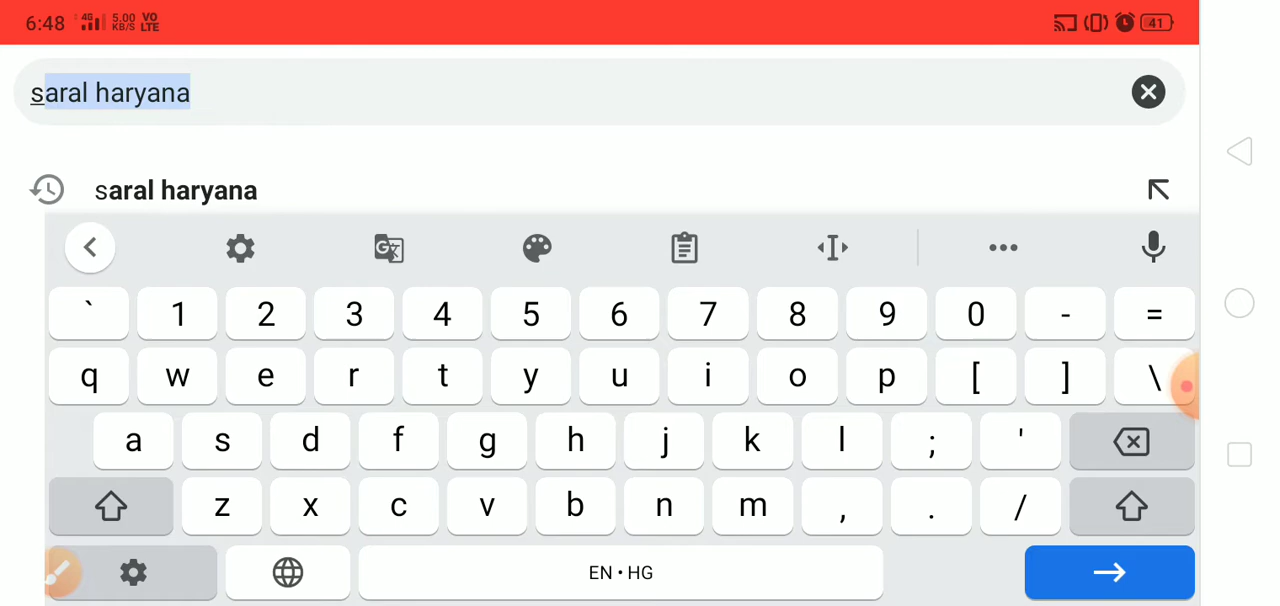 6:48 4G 5.00 KB/S VO LTE 41
saral haryana
saral haryana
` 1 2 3 4 5 6 7 8 9 0 - =
q w e r t y u i o p [ ] \
a s d f g h j k l ; '
z x c v b n m , . /
EN • HG